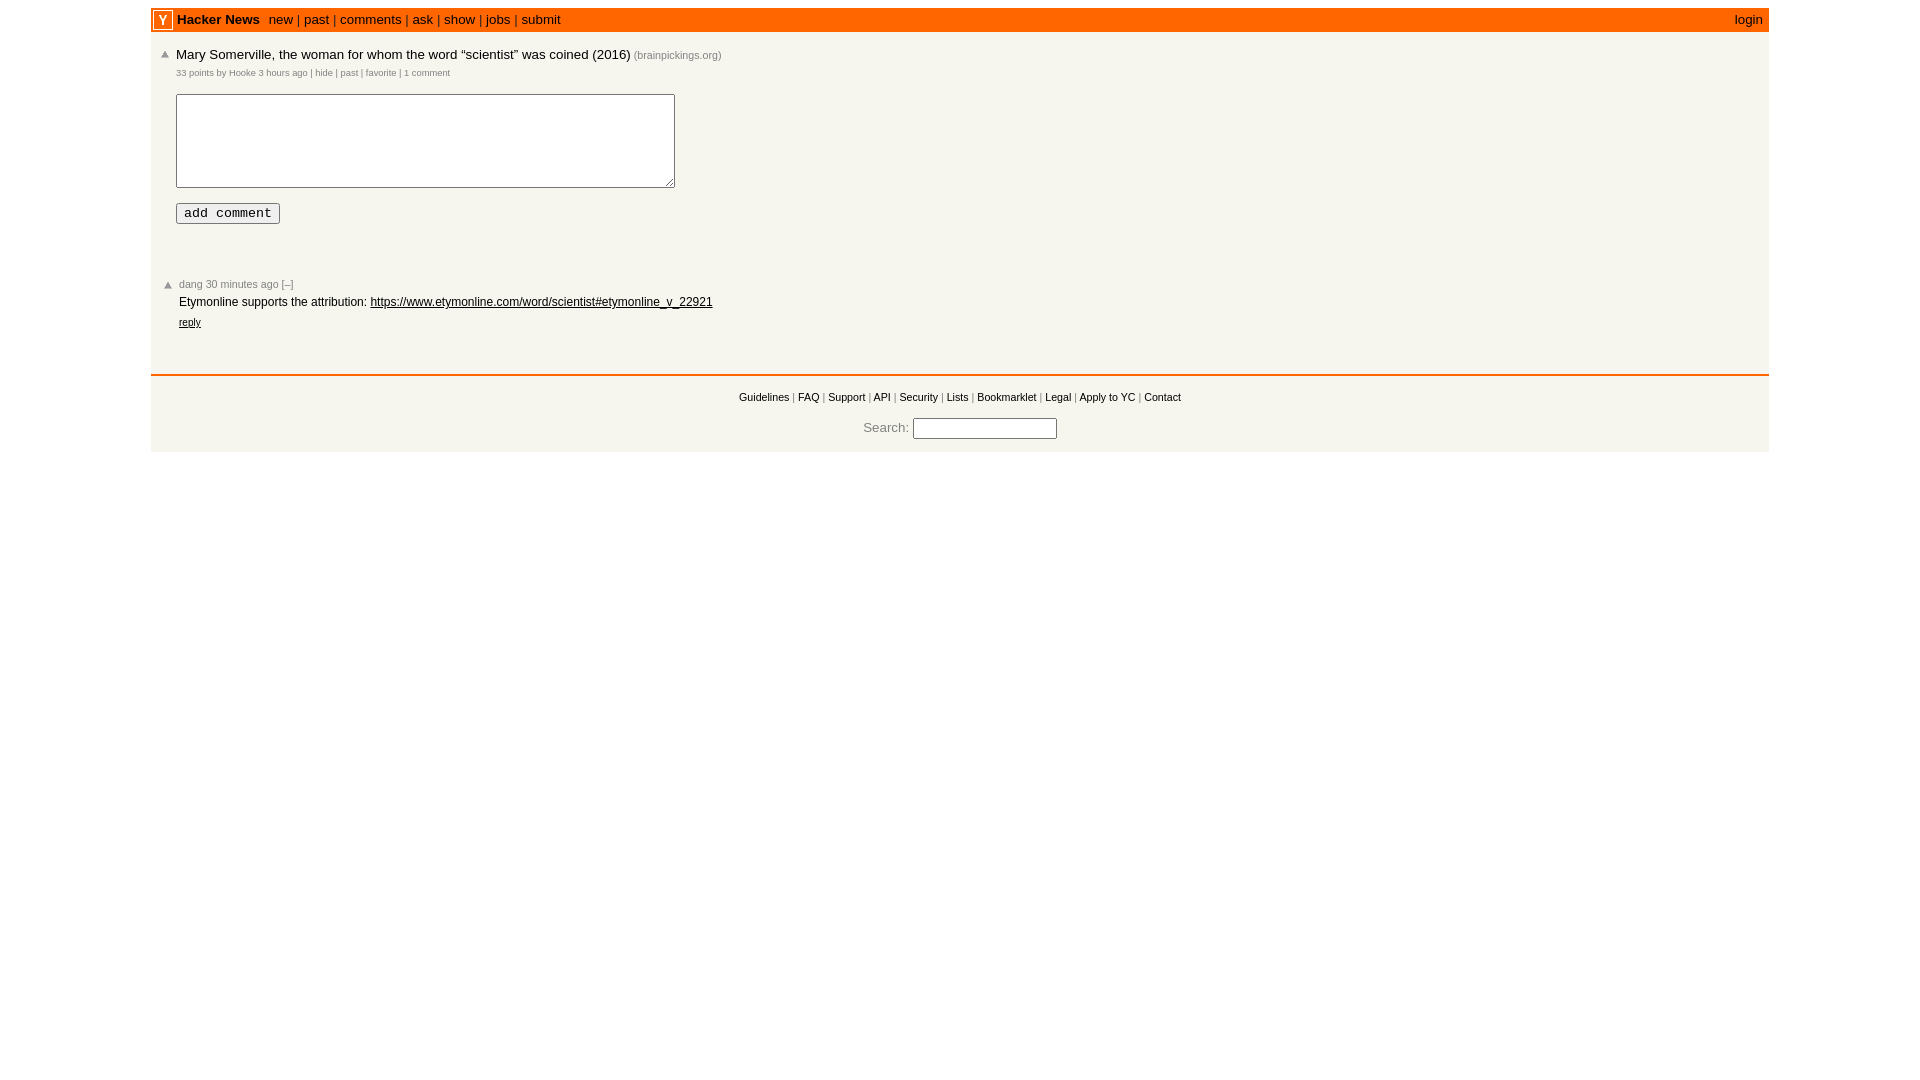 Y Hacker News new | past | comments | ask | show | jobs | submit login
Mary Somerville, the woman for whom the word “scientist” was coined (2016) (brainpickings.org)
33 points by Hooke 3 hours ago | hide | past | favorite | 1 comment
add comment
dang 30 minutes ago [–]
Etymonline supports the attribution: https://www.etymonline.com/word/scientist#etymonline_v_22921
reply
Guidelines | FAQ | Support | API | Security | Lists | Bookmarklet | Legal | Apply to YC | Contact
Search: